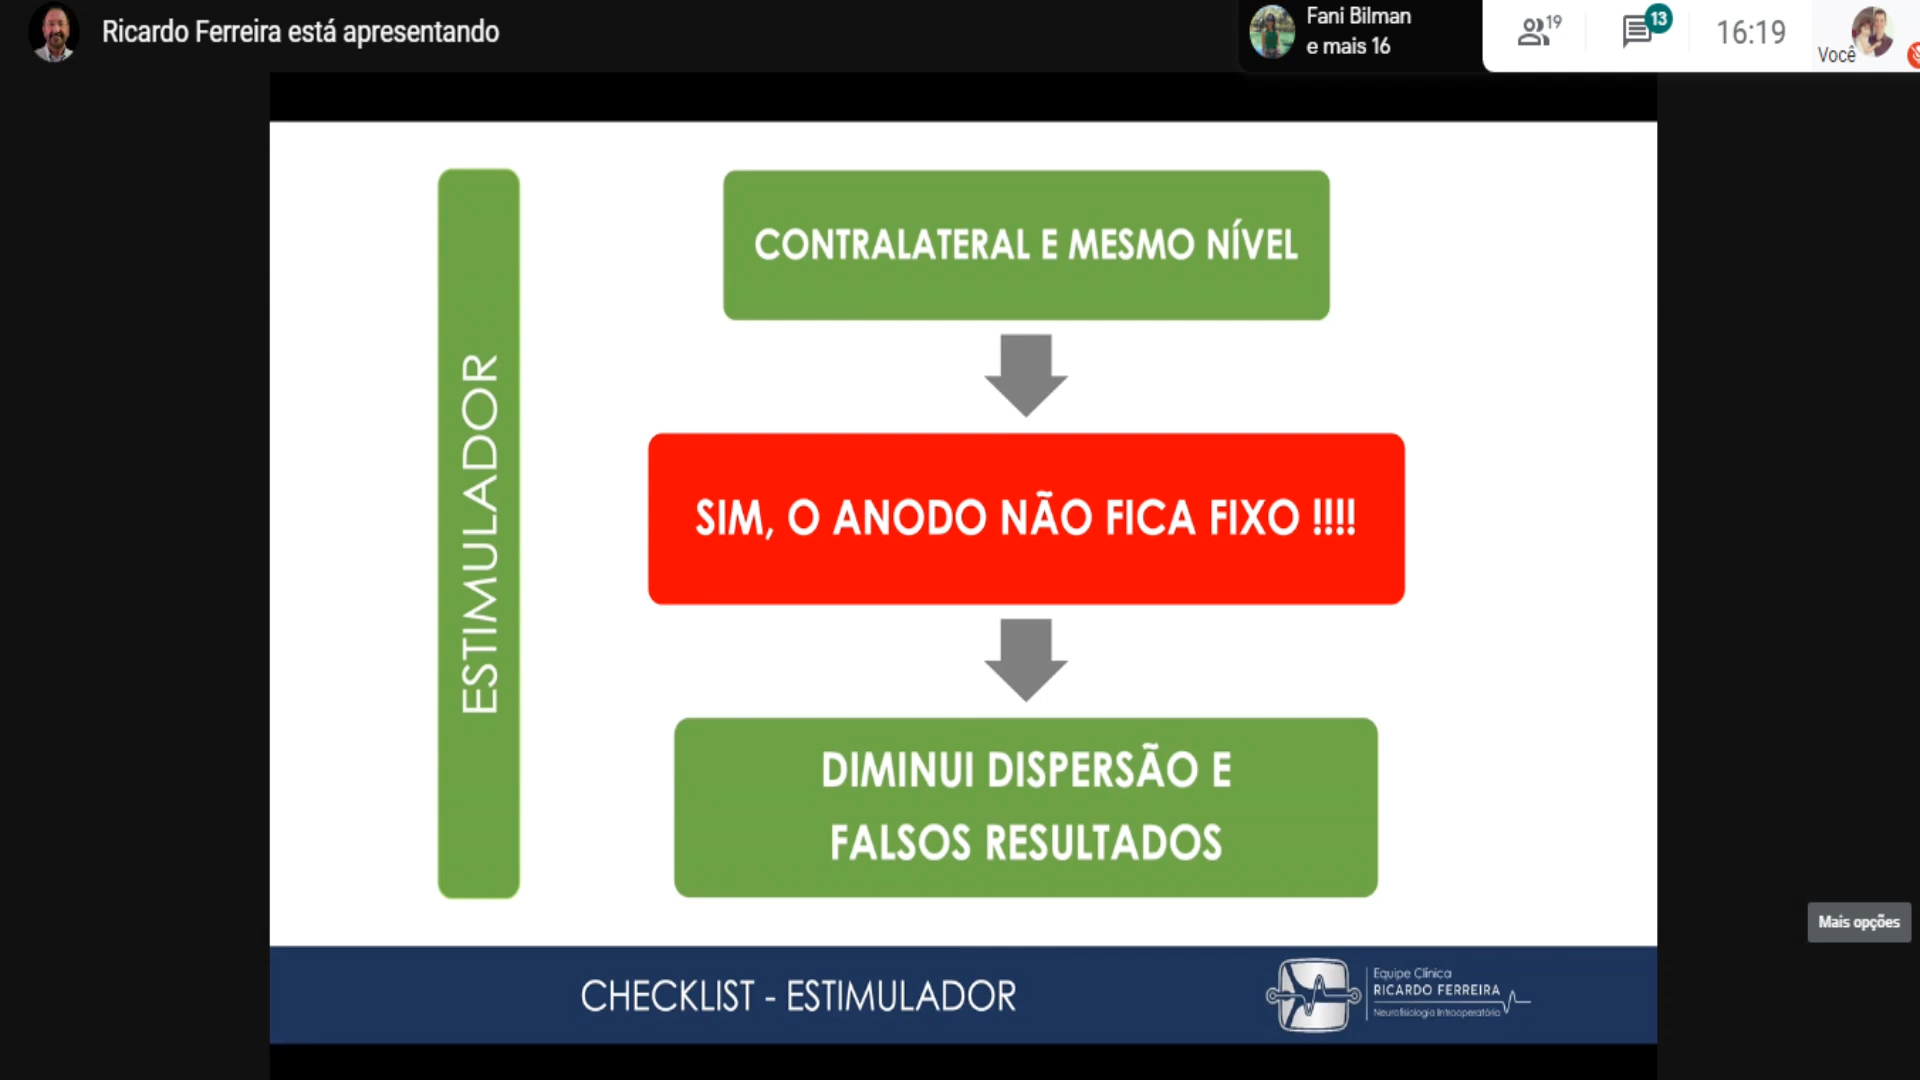 Ricardo Ferreira está apresentando
Fani Bilman
e mais 16
19
13
16:19
Você
ESTIMULADOR
CONTRALATERAL E MESMO NÍVEL
SIM, O ANODO NÃO FICA FIXO !!!!
DIMINUI DISPERSÃO E
FALSOS RESULTADOS
Mais opções
CHECKLIST - ESTIMULADOR
Equipe Clínica
RICARDO FERREIRA
Neurofisiologia Intraoperatória